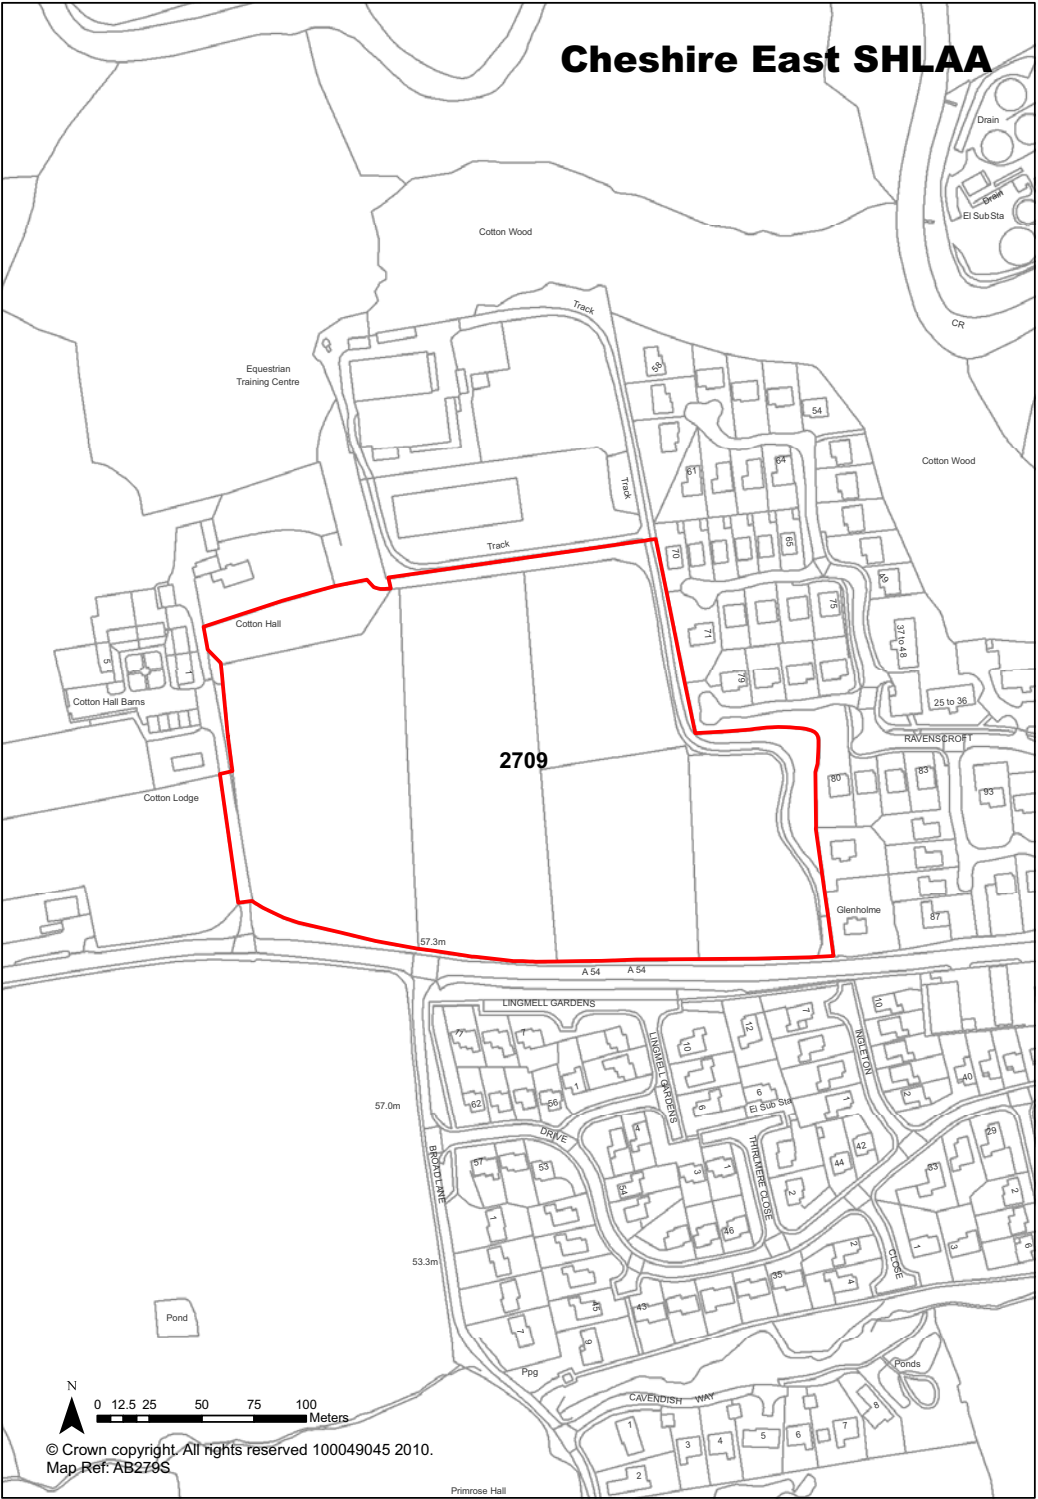 Cheshire East SHLAA
Drain
Drain
El Sub Sta
Cotton Wood
CR
Track
Equestrian
Training Centre
58
54
Cotton Wood
61
64
Track
65
Track
70
49
75
Cotton Hall
71
37 to 48
5
1
79
Cotton Hall Barns
25 to 36
RAVENSCROFT
2709
80
83
93
Cotton Lodge
Glenholme
87
57.3m
A 54
A 54
LINGMELL GARDENS
10
7
12
7
INGLETON
LINGMELL GARDENS
10
40
1
6
2
57.0m
62
56
6
El Sub Sta
1
4
DRIVE
29
BROAD LANE
THIRLMERE CLOSE
42
57
53
3
1
44
33
54
2
2
1
46
2
1
3
6
53.3m
CLOSE
35
4
45
43
Pond
7
9
Ppg
Ponds
CAVENDISH WAY
8
1
3
4
5
6
7
2
N
0 12.5 25 50 75 100
Meters
© Crown copyright. All rights reserved 100049045 2010.
Map Ref: AB279S
Primrose Hall